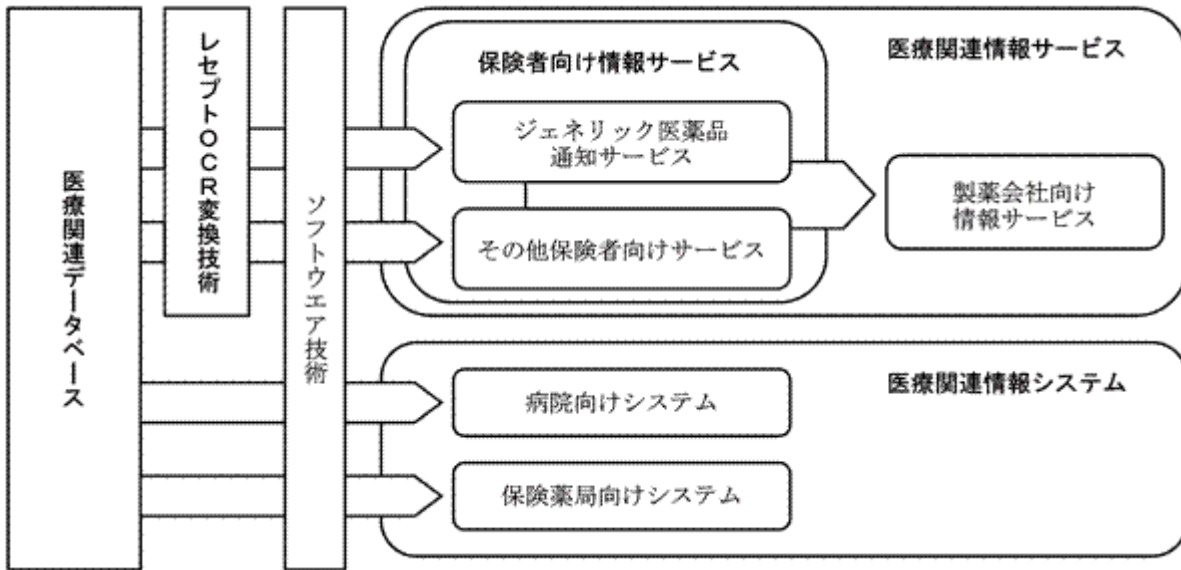 医療関連データベース
レセプトOCR変換技術
ソフトウエア技術
保険者向け情報サービス
医療関連情報サービス
ジェネリック医薬品
通知サービス
その他保険者向けサービス
製薬会社向け
情報サービス
医療関連情報システム
病院向けシステム
保険薬局向けシステム